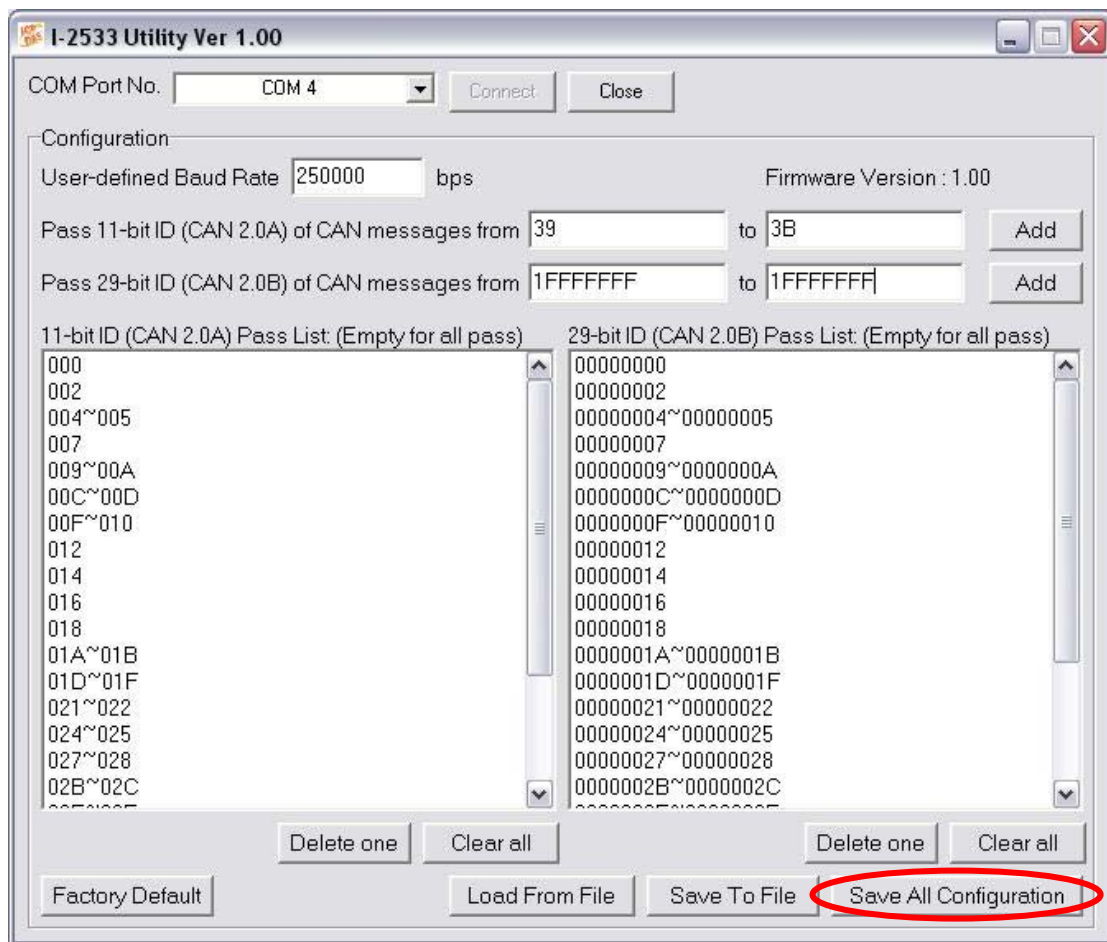 I-2533 Utility Ver 1.00
COM Port No. COM 4 Connect Close
Configuration
User-defined Baud Rate 250000 bps Firmware Version : 1.00
Pass 11-bit ID (CAN 2.0A) of CAN messages from 39 to 3B Add
Pass 29-bit ID (CAN 2.0B) of CAN messages from 1FFFFFFF to 1FFFFFFF Add
11-bit ID (CAN 2.0A) Pass List: (Empty for all pass)
000
002
004~005
007
009~00A
00C~00D
00F~010
012
014
016
018
01A~01B
01D~01F
021~022
024~025
027~028
02B~02C
29-bit ID (CAN 2.0B) Pass List: (Empty for all pass)
00000000
00000002
00000004~00000005
00000007
00000009~0000000A
0000000C~0000000D
0000000F~00000010
00000012
00000014
00000016
00000018
0000001A~0000001B
0000001D~0000001F
00000021~00000022
00000024~00000025
00000027~00000028
0000002B~0000002C
Delete one Clear all Delete one Clear all
Factory Default Load From File Save To File Save All Configuration